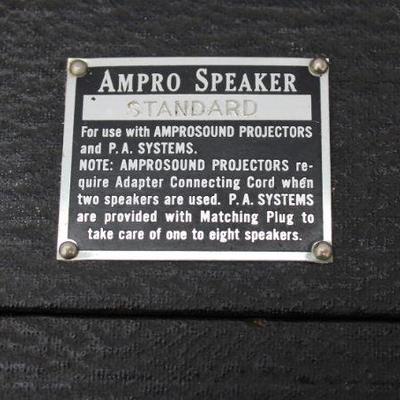 AMPRO SPEAKER
STANDARD
For use with AMPROSOUND PROJECTORS
and P. A. SYSTEMS.
NOTE: AMPROSOUND PROJECTORS re-
quire Adapter Connecting Cord when
two speakers are used. P. A. SYSTEMS
are provided with Matching Plug to
take care of one to eight speakers.